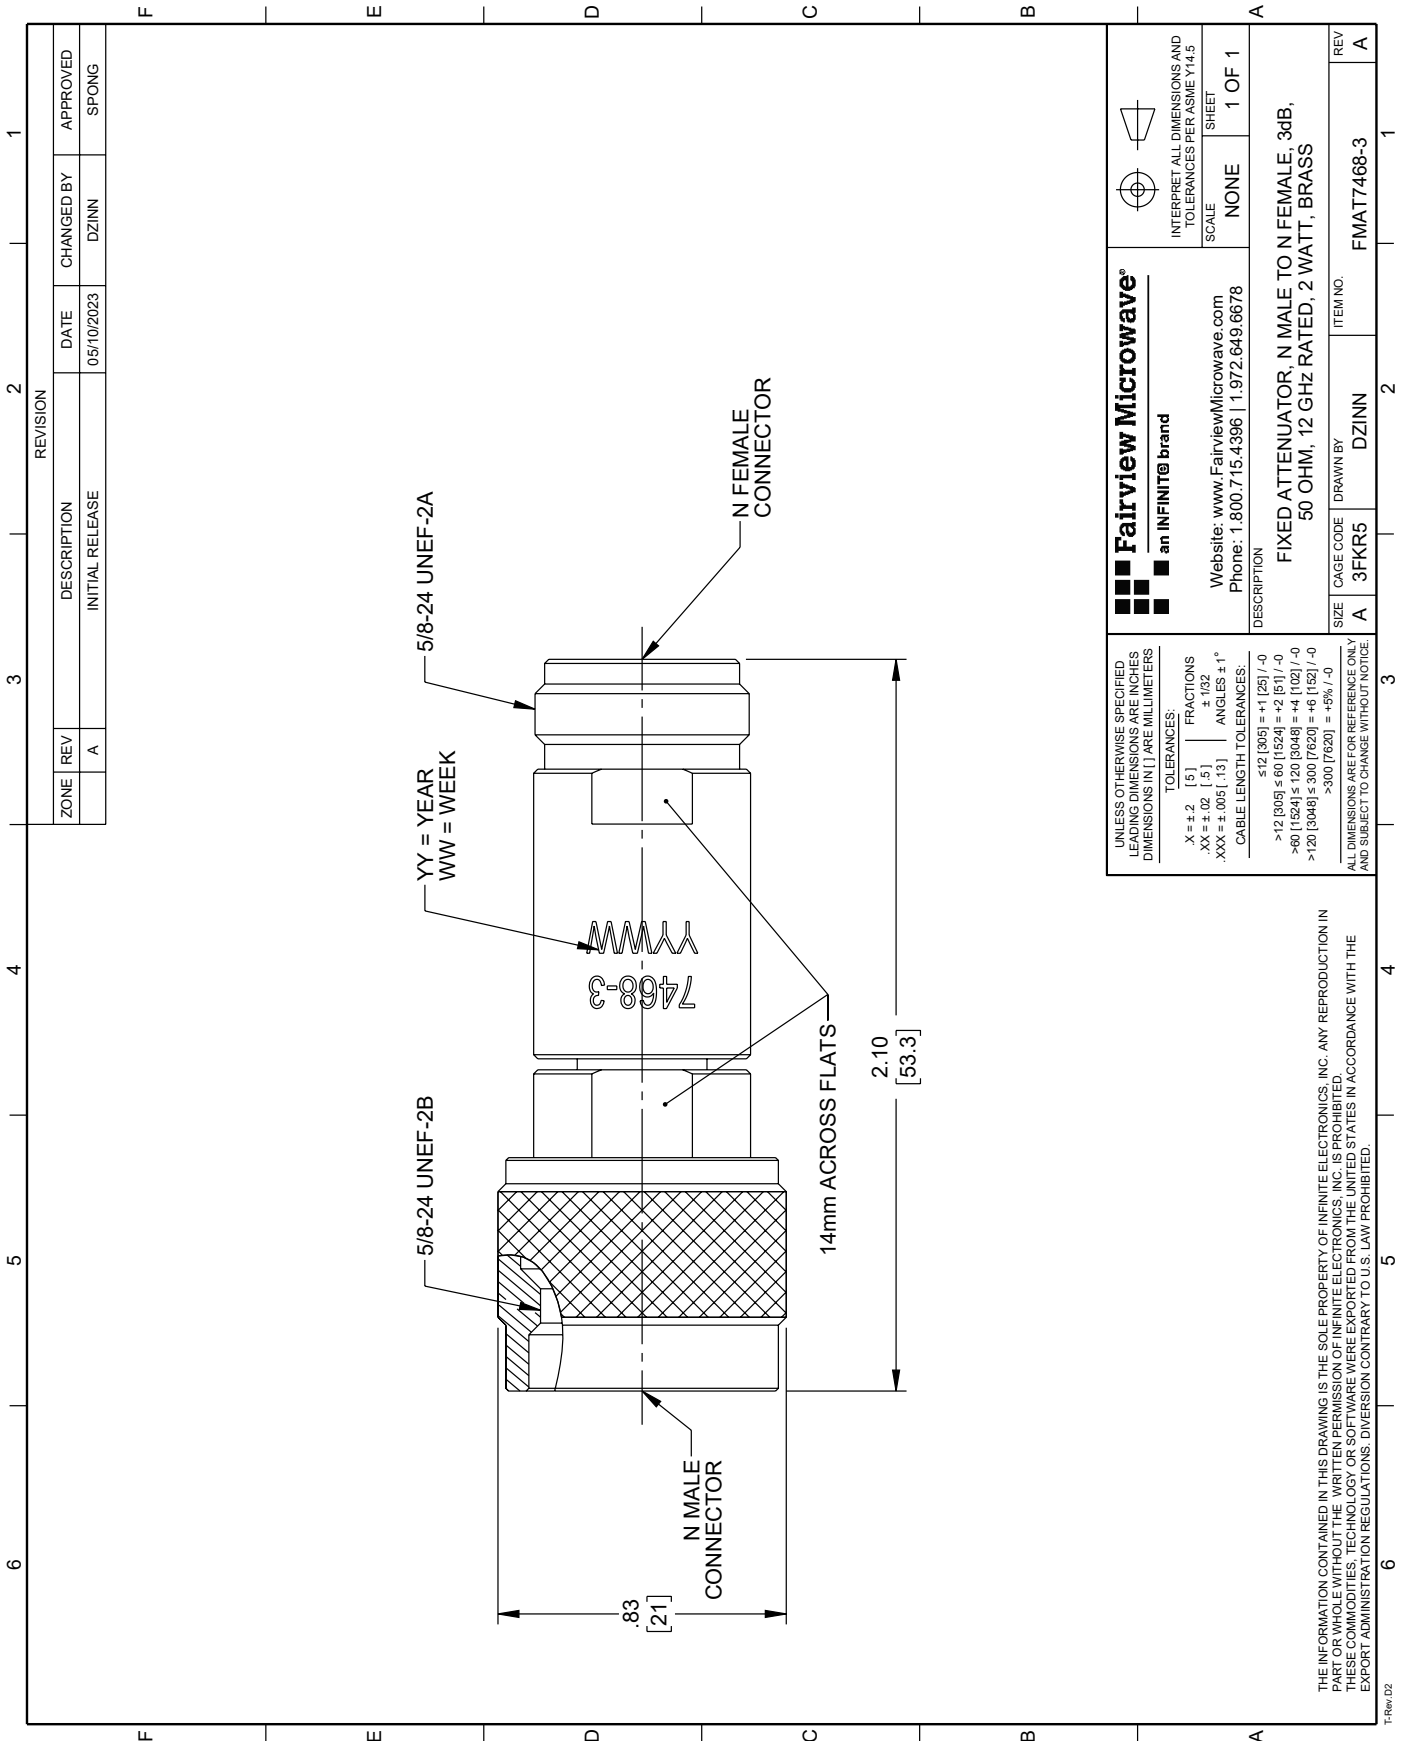 6
5
4
3
2
1
REVISION
ZONE REV DESCRIPTION DATE CHANGED BY APPROVED
A INITIAL RELEASE 05/10/2023 DZINN SPONG
F
E
D
C
B
A
F
E
D
C
B
A
5/8-24 UNEF-2B
YY = YEAR
WW = WEEK
5/8-24 UNEF-2A
7468-3
YYWW
N MALE
CONNECTOR
N FEMALE
CONNECTOR
.83
[21]
14mm ACROSS FLATS
2.10
[53.3]
UNLESS OTHERWISE SPECIFIED
LEADING DIMENSIONS ARE INCHES
DIMENSIONS IN [ ] ARE MILLIMETERS
TOLERANCES:
.X = ± .2 [ 5 ] FRACTIONS
.XX = ± .02 [ .5 ] ± 1/32
.XXX = ± .005 [ .13 ] ANGLES ± 1°
CABLE LENGTH TOLERANCES:
≤12 [305] = +1 [25] / -0
>12 [305] ≤ 60 [1524] = +2 [51] / -0
>60 [1524] ≤ 120 [3048] = +4 [102] / -0
>120 [3048] ≤ 300 [7620] = +6 [152] / -0
>300 [7620] = +5% / -0
ALL DIMENSIONS ARE FOR REFERENCE ONLY
AND SUBJECT TO CHANGE WITHOUT NOTICE.
Fairview Microwave®
an INFINIT® brand
Website: www.FairviewMicrowave.com
Phone: 1.800.715.4396 | 1.972.649.6678
INTERPRET ALL DIMENSIONS AND
TOLERANCES PER ASME Y14.5
SCALE SHEET
NONE 1 OF 1
DESCRIPTION
FIXED ATTENUATOR, N MALE TO N FEMALE, 3dB,
50 OHM, 12 GHz RATED, 2 WATT, BRASS
SIZE CAGE CODE DRAWN BY ITEM NO. REV
A 3FKR5 DZINN FMAT7468-3 A
THE INFORMATION CONTAINED IN THIS DRAWING IS THE SOLE PROPERTY OF INFINITE ELECTRONICS, INC. ANY REPRODUCTION IN
PART OR WHOLE WITHOUT THE WRITTEN PERMISSION OF INFINITE ELECTRONICS, INC. IS PROHIBITED.
THESE COMMODITIES, TECHNOLOGY OR SOFTWARE WERE EXPORTED FROM THE UNITED STATES IN ACCORDANCE WITH THE
EXPORT ADMINISTRATION REGULATIONS. DIVERSION CONTRARY TO U.S. LAW PROHIBITED.
6
5
4
3
2
1
T-Rev.D2